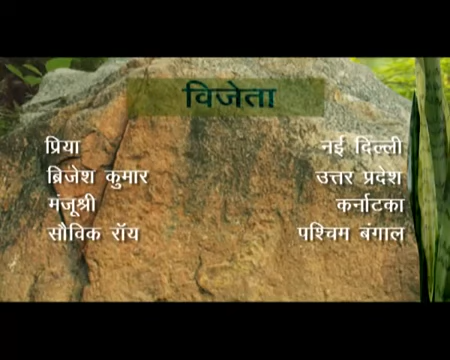 विजेता
प्रिया नई दिल्ली
ब्रिजेश कुमार उत्तर प्रदेश
मंजूश्री कर्नाटका
सौविक रॉय पश्चिम बंगाल